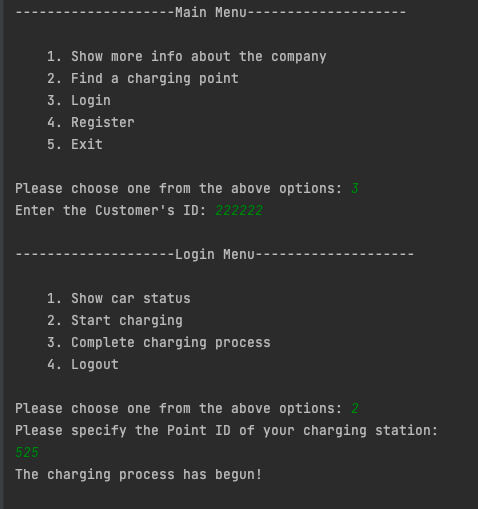 --------------------Main Menu--------------------
1. Show more info about the company
2. Find a charging point
3. Login
4. Register
5. Exit
Please choose one from the above options: 3
Enter the Customer's ID: 222222
--------------------Login Menu--------------------
1. Show car status
2. Start charging
3. Complete charging process
4. Logout
Please choose one from the above options: 2
Please specify the Point ID of your charging station:
525
The charging process has begun!